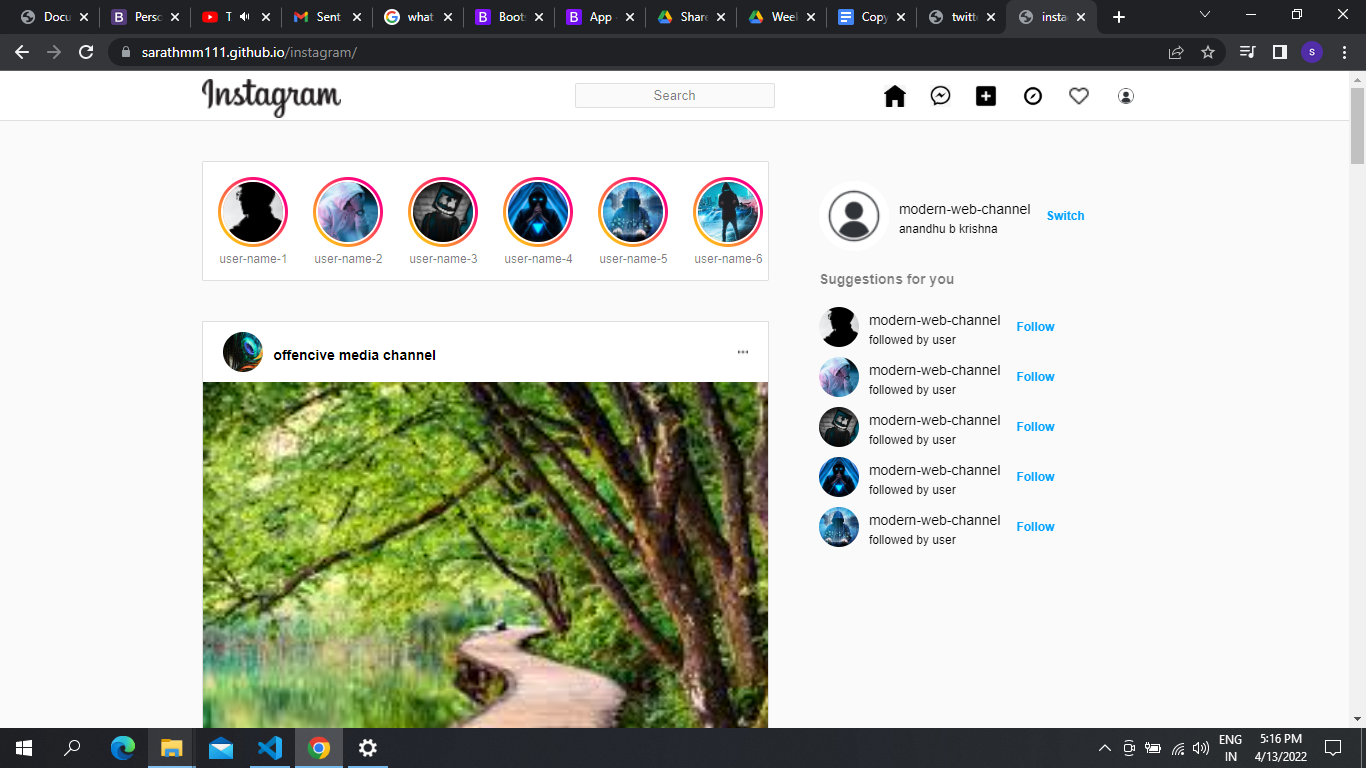 Docu
Perso
T
Sent
what
Boots
App
Share
Week
Copy
twitt
insta
sarathmm111.github.io/instagram/
s
Instagram
Search
user-name-1 user-name-2 user-name-3 user-name-4 user-name-5 user-name-6
modern-web-channel Switch
anandhu b krishna
Suggestions for you
modern-web-channel Follow
followed by user
modern-web-channel Follow
followed by user
modern-web-channel Follow
followed by user
modern-web-channel Follow
followed by user
modern-web-channel Follow
followed by user
offencive media channel
ENG
IN
5:16 PM
4/13/2022